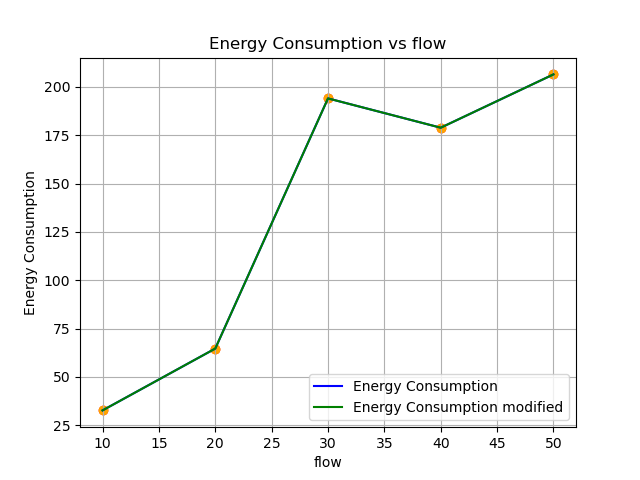 Energy Consumption vs flow
Energy Consumption
200
175
150
125
100
75
50
25
Energy Consumption
Energy Consumption modified
10 15 20 25 30 35 40 45 50
flow